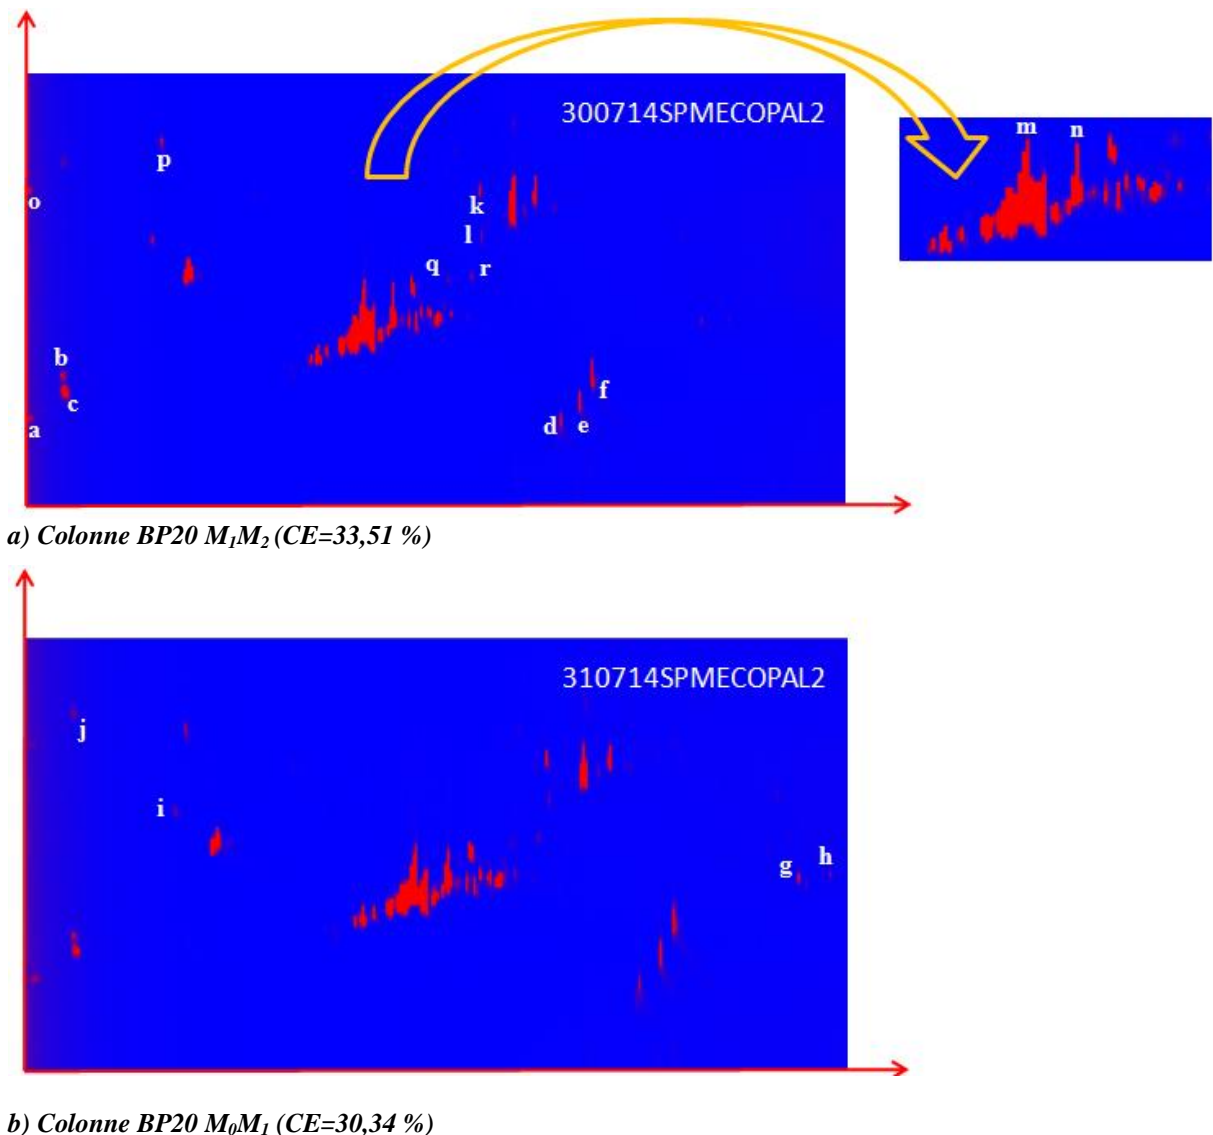 300714SPMECOPAL2
m n
p
o
k
l
q r
b
c
f
d e
a
a) Colonne BP20 M₁M₂ (CE=33,51 %)
310714SPMECOPAL2
j
i
g h
b) Colonne BP20 M₀M₁ (CE=30,34 %)